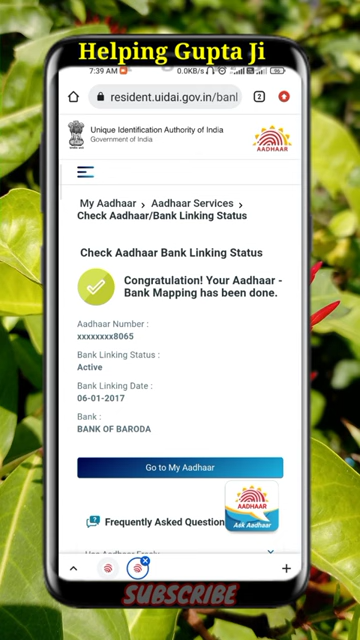 Helping Gupta Ji
7:39 AM
0.0KB/s
resident.uidai.gov.in/banl
2
Unique Identification Authority of India
Government of India
AADHAAR
My Aadhaar > Aadhaar Services >
Check Aadhaar/Bank Linking Status
Check Aadhaar Bank Linking Status
Congratulation! Your Aadhaar -
Bank Mapping has been done.
Aadhaar Number :
xxxxxxxx8065
Bank Linking Status :
Active
Bank Linking Date :
06-01-2017
Bank :
BANK OF BARODA
Go to My Aadhaar
AADHAAR
Ask Aadhaar
Frequently Asked Question
SUBSCRIBE